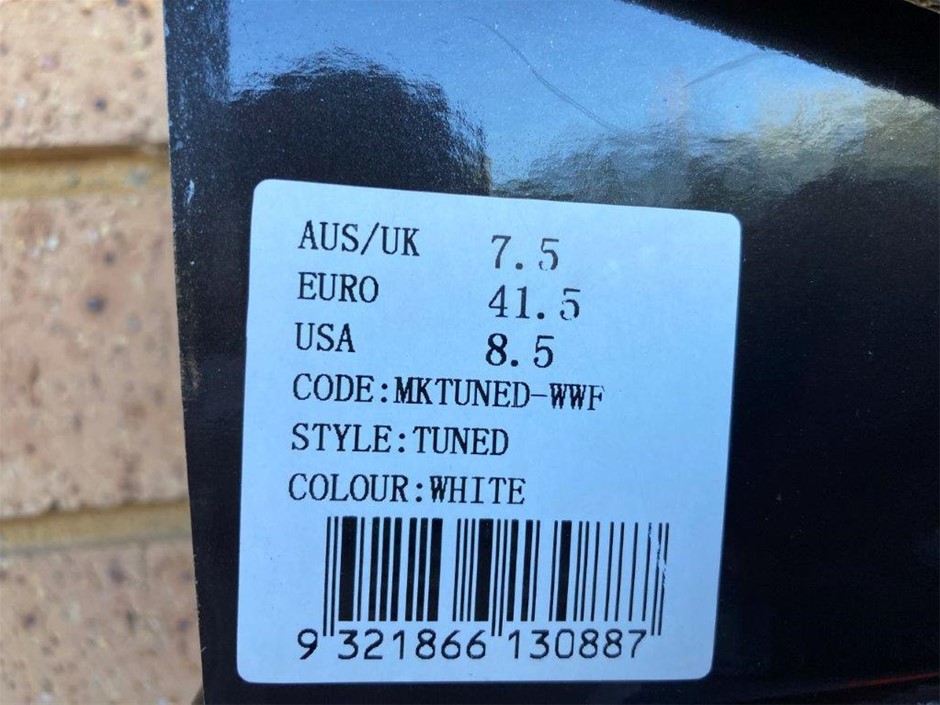 AUS/UK 7.5
EURO 41.5
USA 8.5
CODE:MKTUNED-WWF
STYLE:TUNED
COLOUR:WHITE
9 321866 130887